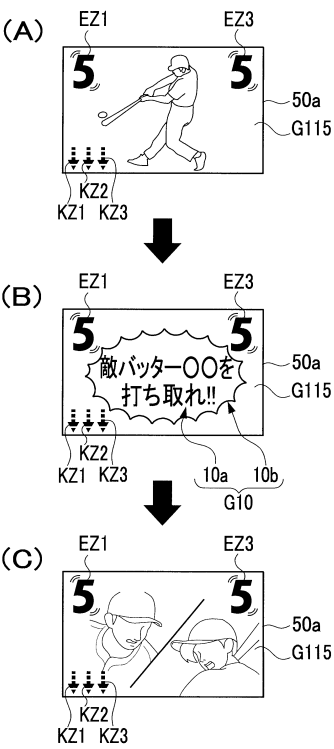 (A)
EZ1
EZ3
5
5
50a
G115
KZ1
KZ2
KZ3
(B)
EZ1
EZ3
5
5
敵バッター〇〇を
打ち取れ!!
50a
G115
KZ1
KZ2
KZ3
10a
10b
G10
(C)
EZ1
EZ3
5
5
50a
G115
KZ1
KZ2
KZ3